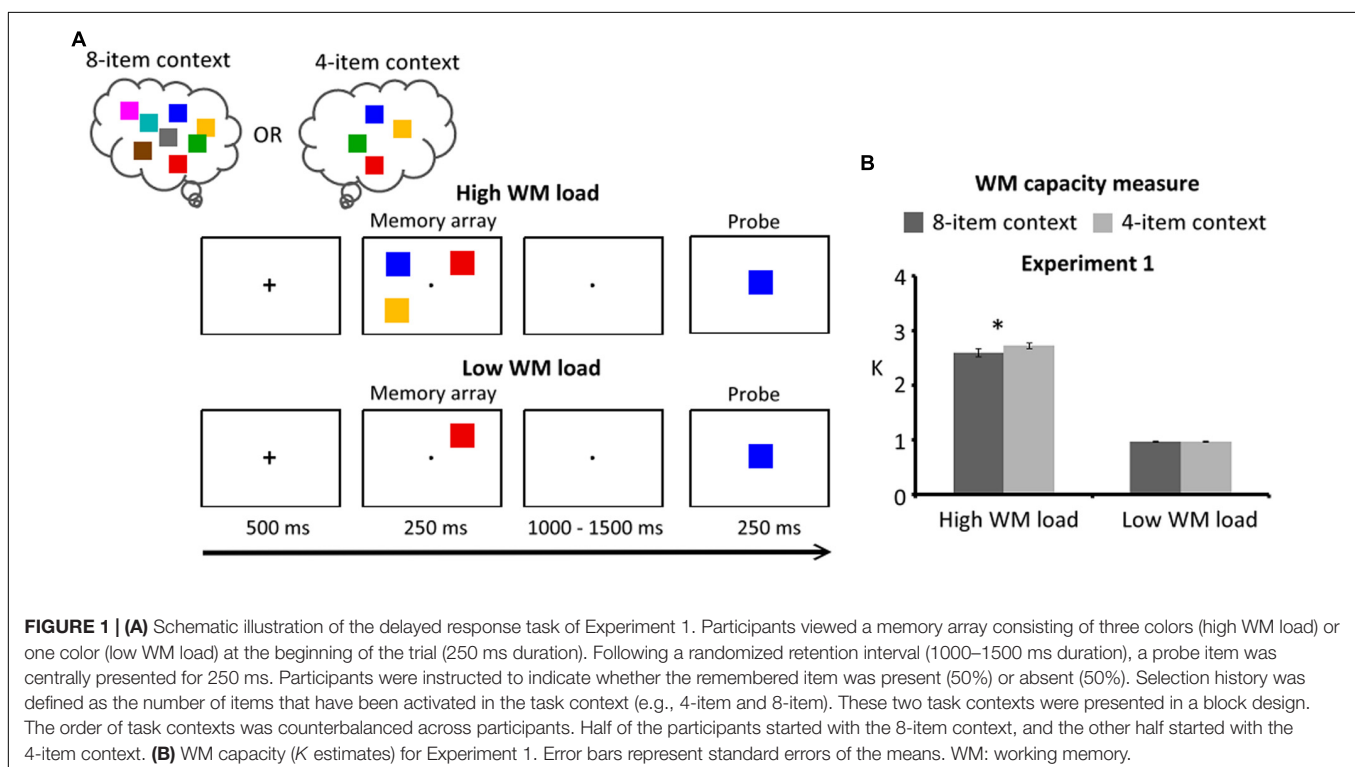 A
8-item context
4-item context
OR
High WM load
Memory array
Probe
+
Low WM load
Memory array
Probe
+
500 ms
250 ms
1000 - 1500 ms
250 ms
B
WM capacity measure
8-item context
4-item context
Experiment 1
4
3
2
1
0
K
*
High WM load
Low WM load
FIGURE 1 | (A) Schematic illustration of the delayed response task of Experiment 1. Participants viewed a memory array consisting of three colors (high WM load) or
one color (low WM load) at the beginning of the trial (250 ms duration). Following a randomized retention interval (1000–1500 ms duration), a probe item was
centrally presented for 250 ms. Participants were instructed to indicate whether the remembered item was present (50%) or absent (50%). Selection history was
defined as the number of items that have been activated in the task context (e.g., 4-item and 8-item). These two task contexts were presented in a block design.
The order of task contexts was counterbalanced across participants. Half of the participants started with the 8-item context, and the other half started with the
4-item context. (B) WM capacity (K estimates) for Experiment 1. Error bars represent standard errors of the means. WM: working memory.